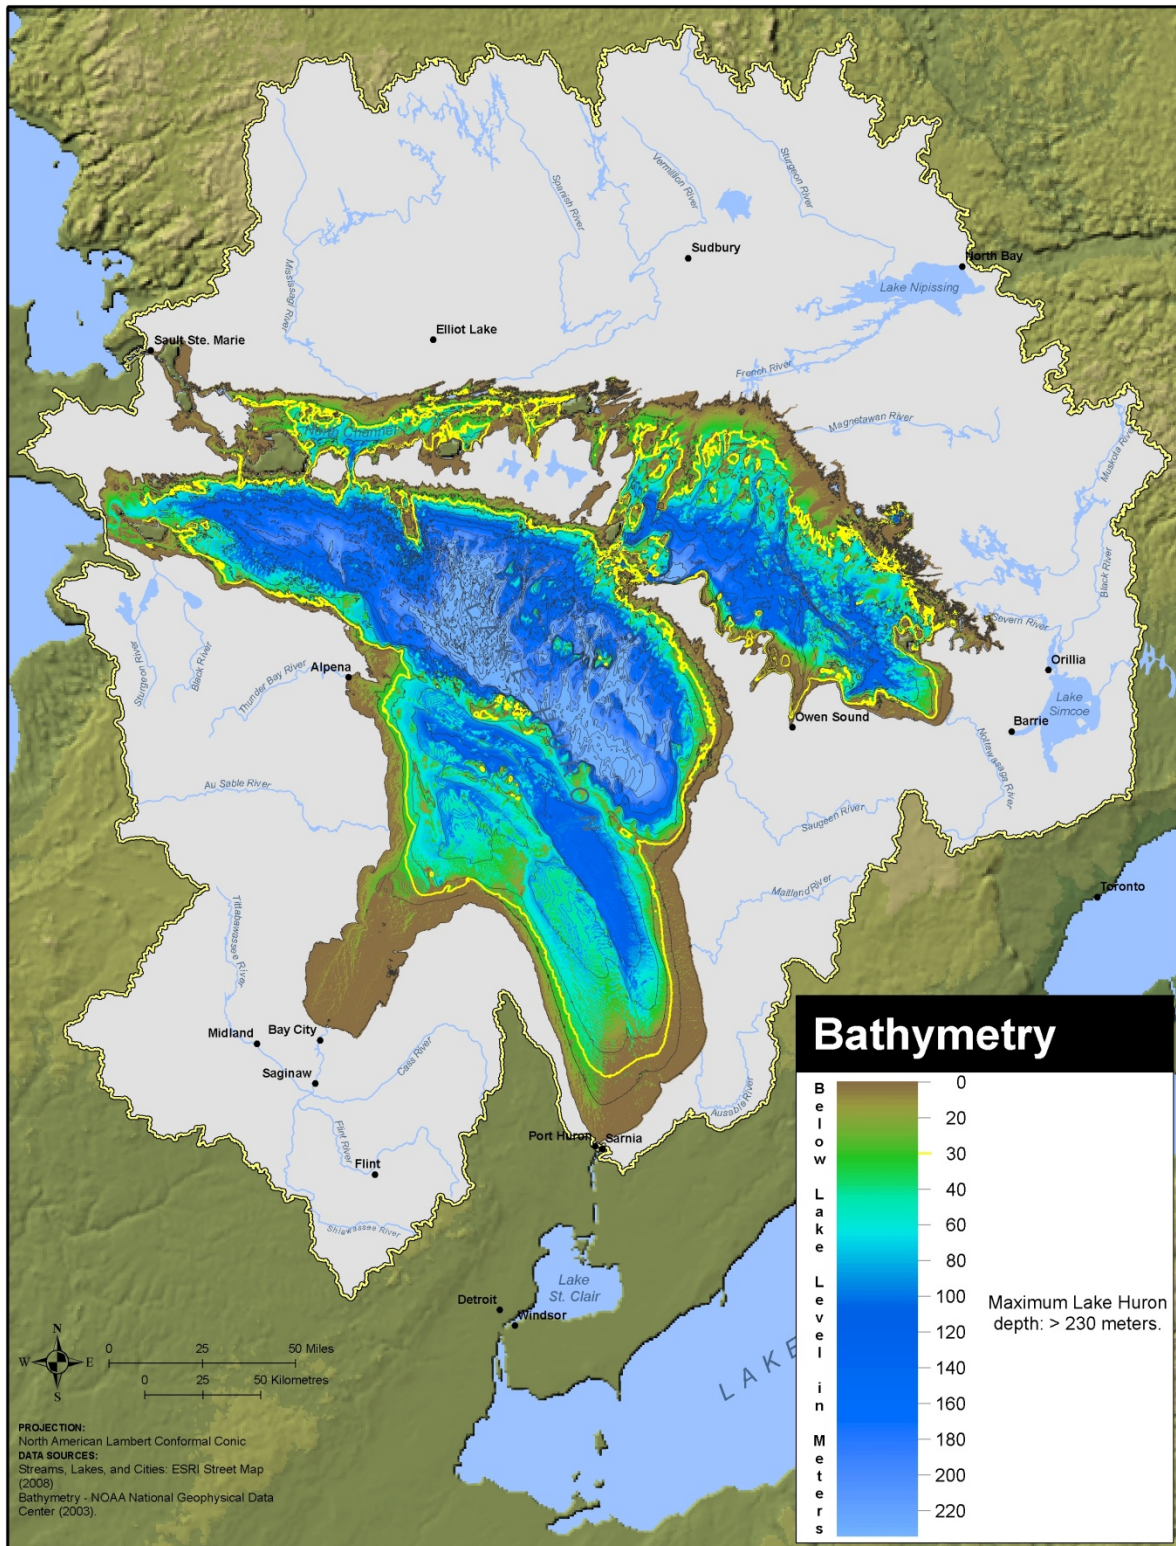 Spanish River
Vermillion River
Sturgeon River
Sudbury
North Bay
Lake Nipissing
Mississagi River
Elliot Lake
Sault Ste. Marie
French River
Magnetawan River
North Channel
Muskoka River
Black River
Severn River
Sturgeon River
Black River
Thunder Bay River
Alpena
Orillia
Lake
Simcoe
Barrie
Owen Sound
Nottawasaga River
Au Sable River
Saugeen River
Maitland River
Toronto
Tittabawassee River
Midland
Bay City
Saginaw
Cass River
Flint River
Flint
Shiawassee River
Ausable River
Port Huron
Sarnia
Lake
St. Clair
Detroit
Windsor
LAKE
Bathymetry
Below Lake Level in Meters
0
20
30
40
60
80
100
120
140
160
180
200
220
Maximum Lake Huron
depth: > 230 meters.
N
W
E
S
0 25 50 Miles
0 25 50 Kilometres
PROJECTION:
North American Lambert Conformal Conic
DATA SOURCES:
Streams, Lakes, and Cities: ESRI Street Map
(2008)
Bathymetry - NOAA National Geophysical Data
Center (2003).